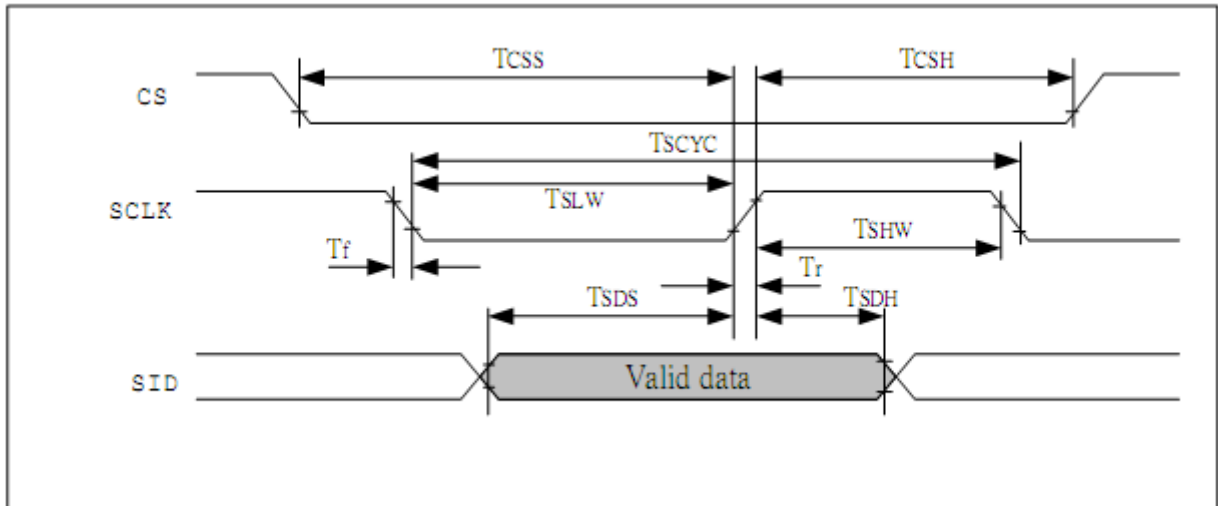 TCSS
TCSH
CS
TSCYC
TSLW
SCLK
TSHW
Tf
Tr
TSDS
TSDH
SID
Valid data